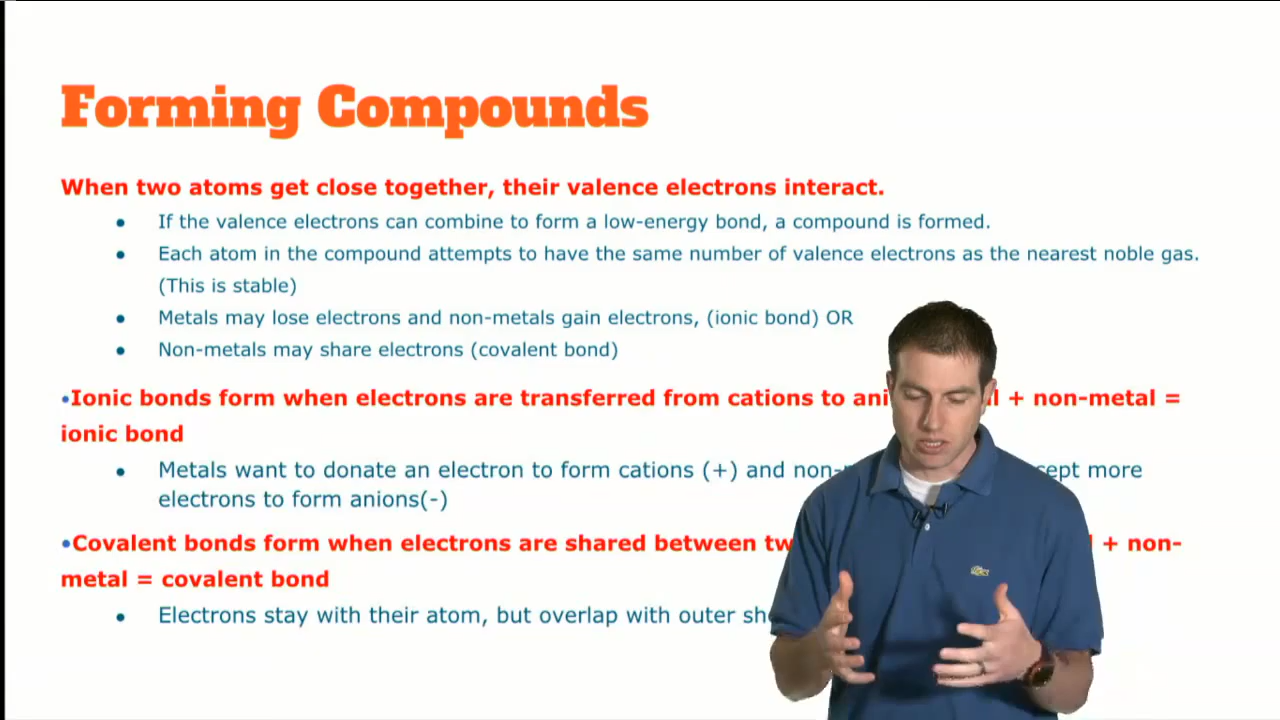 Forming Compounds
When two atoms get close together, their valence electrons interact.
● If the valence electrons can combine to form a low-energy bond, a compound is formed.
● Each atom in the compound attempts to have the same number of valence electrons as the nearest noble gas.
(This is stable)
● Metals may lose electrons and non-metals gain electrons, (ionic bond) OR
● Non-metals may share electrons (covalent bond)
•Ionic bonds form when electrons are transferred from cations to + non-metal =
ionic bond
● Metals want to donate an electron to form cations (+) and more
electrons to form anions(-)
•Covalent bonds form when electrons are shared between + non-
metal = covalent bond
● Electrons stay with their atom, but overlap with outer